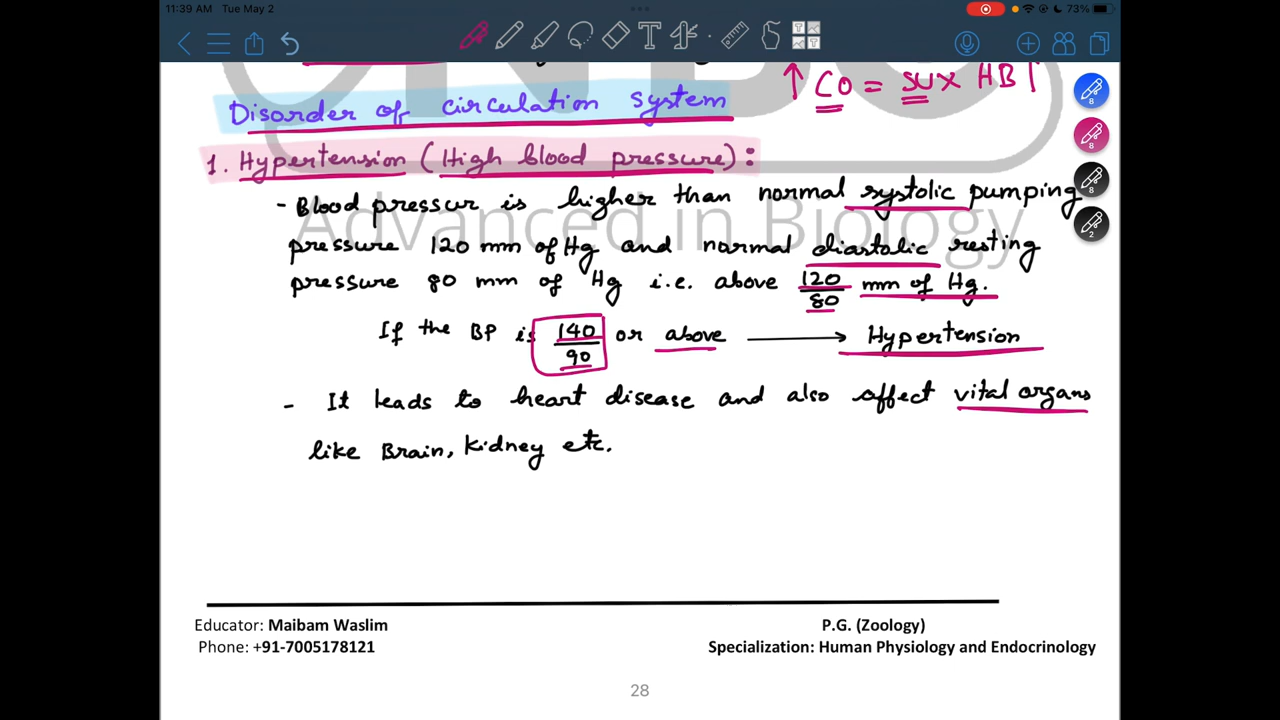 11:39 AM Tue May 2
73%
↑ CO = SV x HB ↑
Disorder of circulation system
1. Hypertension (High blood pressure) :
- Blood pressur is higher than normal systolic pumping
pressure 120 mm of Hg and normal diastolic resting
pressure 80 mm of Hg i.e. above 120/80 mm of Hg.
If the BP is 140/90 or above → Hypertension
- It leads to heart disease and also affect vital organs
like Brain, Kidney etc.
Advanced in Biology
Educator: Maibam Waslim
P.G. (Zoology)
Phone: +91-7005178121
Specialization: Human Physiology and Endocrinology
28